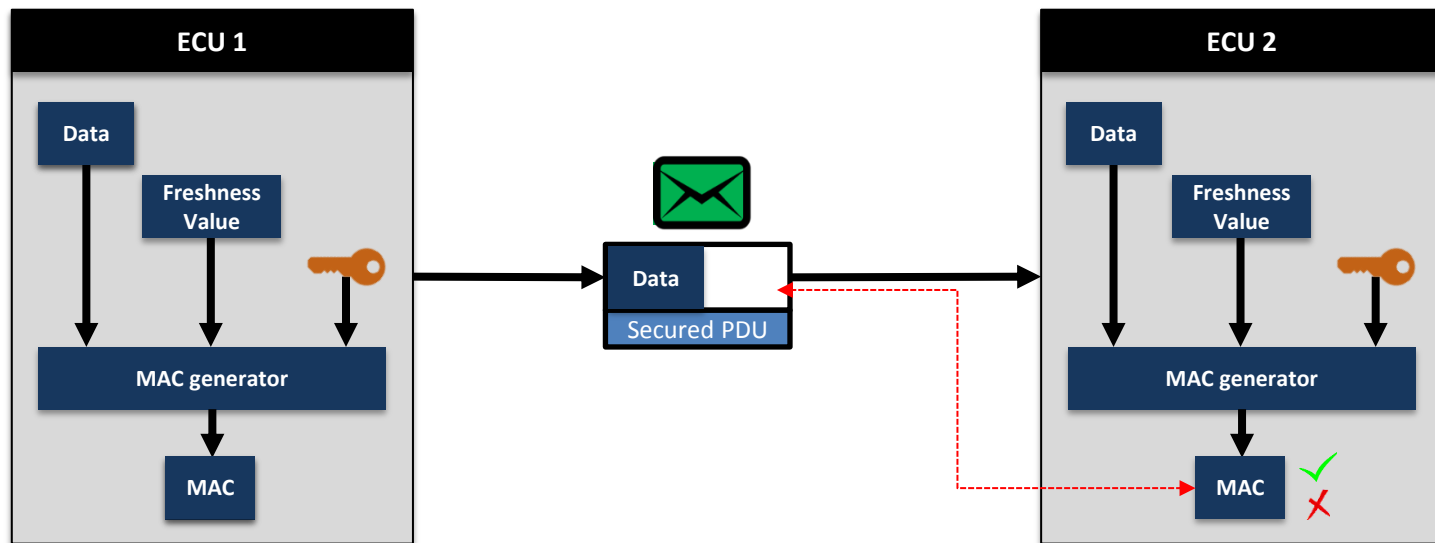 ECU 1
Data
Freshness
Value
MAC generator
MAC
Data
Secured PDU
ECU 2
Data
Freshness
Value
MAC generator
MAC